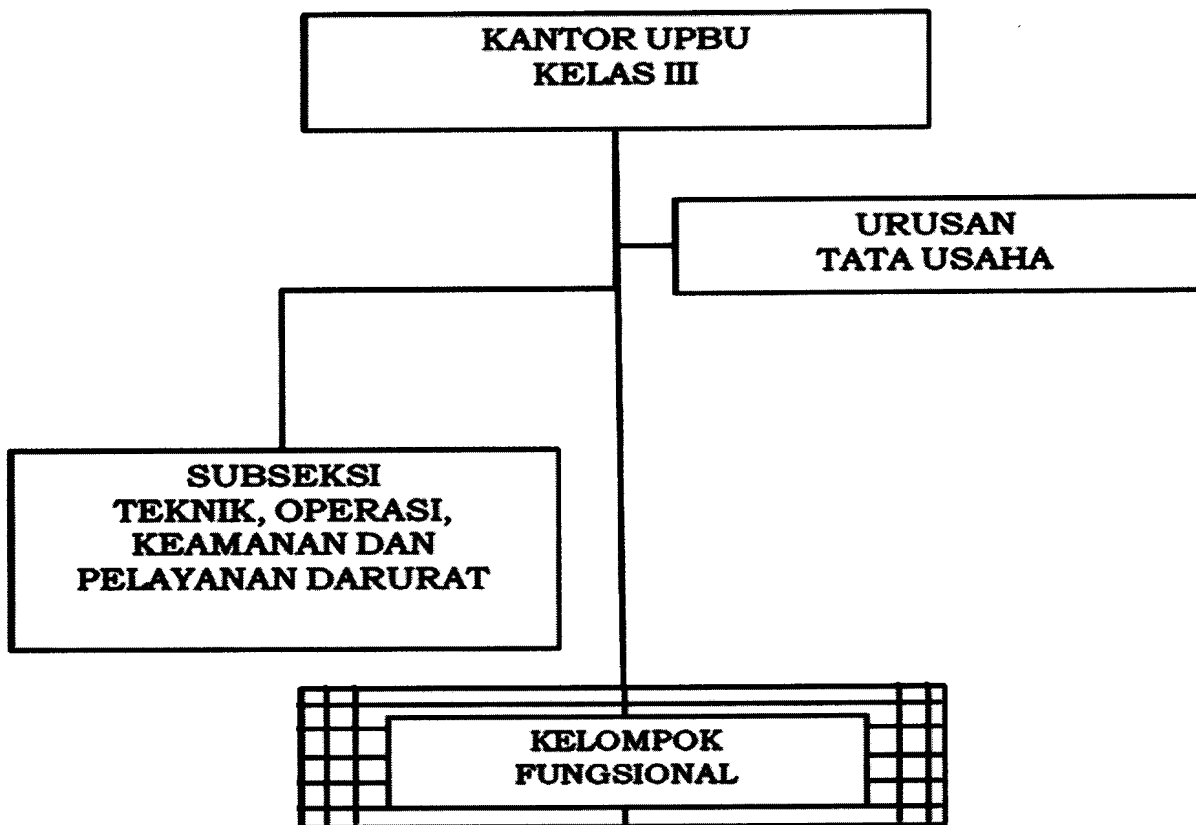 KANTOR UPBU
KELAS III
URUSAN
TATA USAHA
SUBSEKSI
TEKNIK, OPERASI,
KEAMANAN DAN
PELAYANAN DARURAT
KELOMPOK
FUNGSIONAL